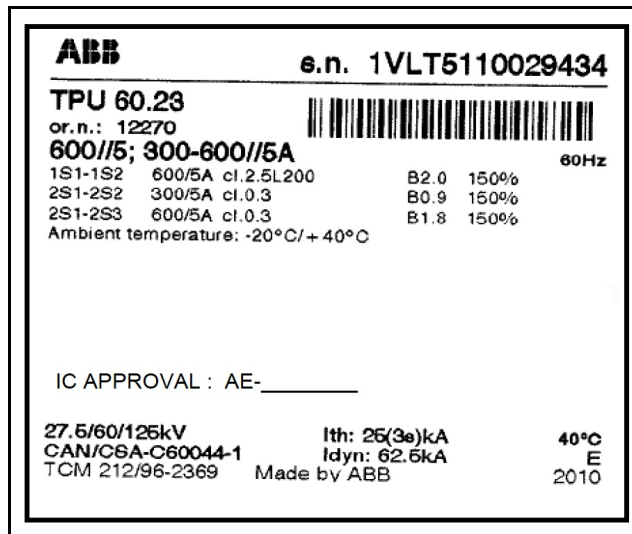 ABB
s.n. 1VLT5110029434
TPU 60.23
or.n.: 12270
600//5; 300-600//5A
60Hz
1S1-1S2 600/5A cl.2.5L200 B2.0 150%
2S1-2S2 300/5A cl.0.3 B0.9 150%
2S1-2S3 600/5A cl.0.3 B1.8 150%
Ambient temperature: -20°C/+40°C
IC APPROVAL : AE-________
27.5/60/125kV Ith: 25(3s)kA 40°C
CAN/CSA-C60044-1 Idyn: 62.5kA E
TCM 212/96-2369 Made by ABB 2010